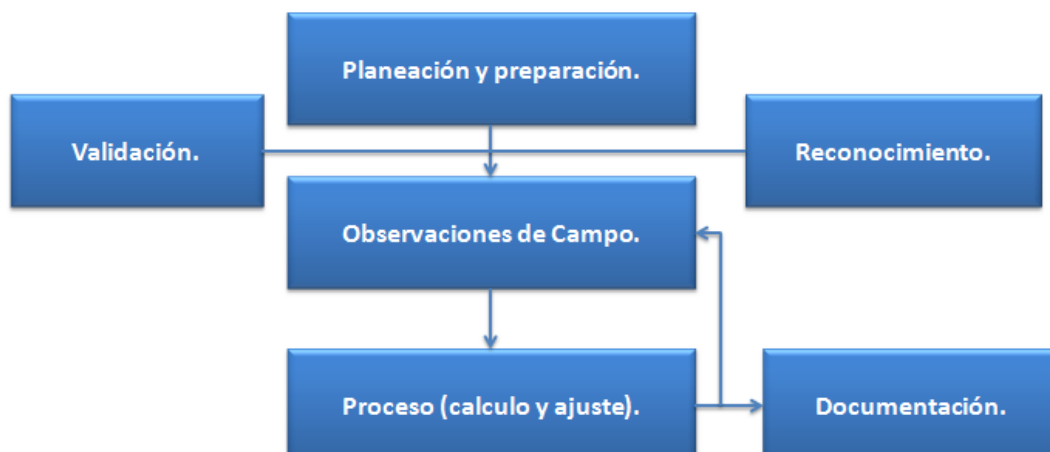 Planeación y preparación.
Validación.
Reconocimiento.
Observaciones de Campo.
Proceso (calculo y ajuste).
Documentación.